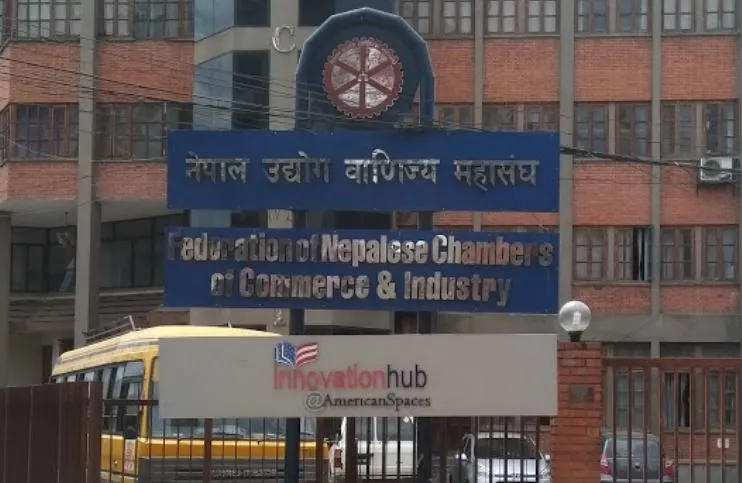 नेपाल उद्योग वाणिज्य महासंघ
Federation of Nepalese Chambers
of Commerce & Industry
innovationhub
@AmericanSpaces